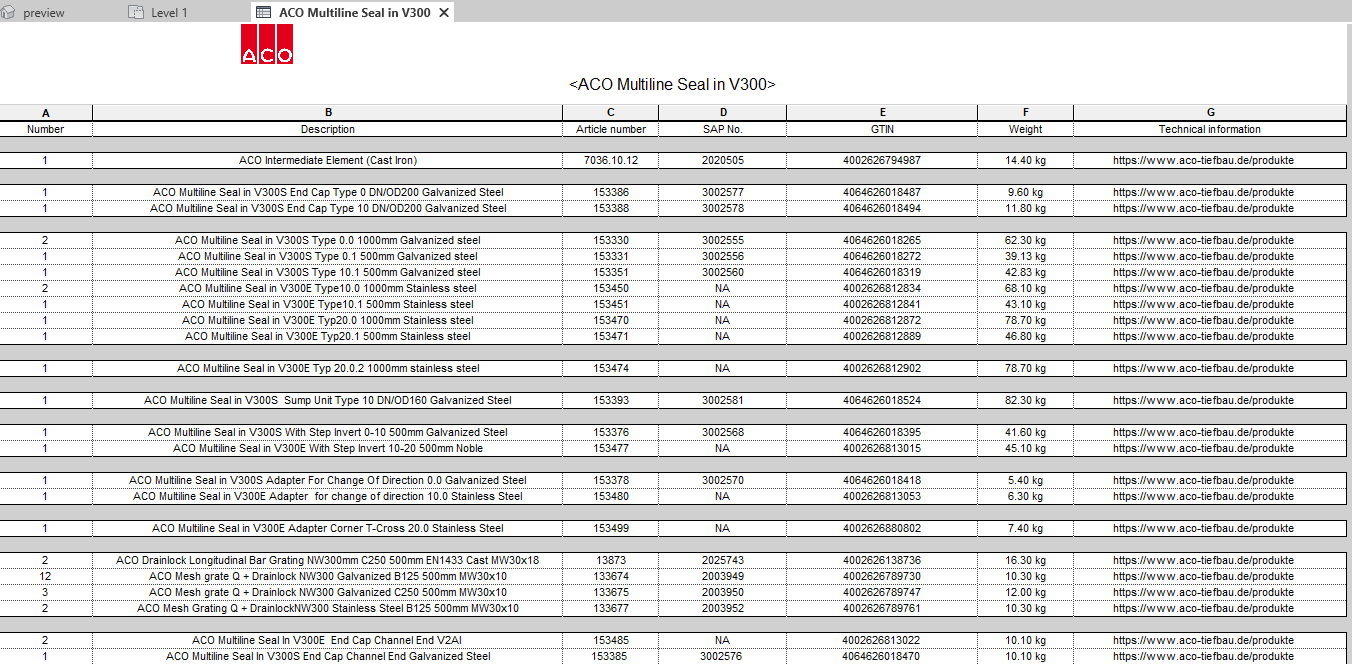 preview Level 1 ACO Multiline Seal in V300
ACO
<ACO Multiline Seal in V300>
A B C D E F G
Number Description Article number SAP No. GTIN Weight Technical information
1 ACO Intermediate Element (Cast Iron) 7036.10.12 2020505 4002626794987 14.40 kg https://www.aco-tiefbau.de/produkte
1 ACO Multiline Seal in V300S End Cap Type 0 DN/OD200 Galvanized Steel 153386 3002577 4064626018487 9.60 kg https://www.aco-tiefbau.de/produkte
1 ACO Multiline Seal in V300S End Cap Type 10 DN/OD200 Galvanized Steel 153388 3002578 4064626018494 11.80 kg https://www.aco-tiefbau.de/produkte
2 ACO Multiline Seal in V300S Type 0.0 1000mm Galvanized steel 153330 3002555 4064626018265 62.30 kg https://www.aco-tiefbau.de/produkte
1 ACO Multiline Seal in V300S Type 0.1 500mm Galvanized steel 153331 3002556 4064626018272 39.13 kg https://www.aco-tiefbau.de/produkte
1 ACO Multiline Seal in V300S Type 10.1 500mm Galvanized steel 153351 3002560 4064626018319 42.83 kg https://www.aco-tiefbau.de/produkte
2 ACO Multiline Seal in V300E Type10.0 1000mm Stainless steel 153450 NA 4002626812834 68.10 kg https://www.aco-tiefbau.de/produkte
1 ACO Multiline Seal in V300E Type10.1 500mm Stainless steel 153451 NA 4002626812841 43.10 kg https://www.aco-tiefbau.de/produkte
1 ACO Multiline Seal in V300E Typ20.0 1000mm Stainless steel 153470 NA 4002626812872 78.70 kg https://www.aco-tiefbau.de/produkte
1 ACO Multiline Seal in V300E Typ20.1 500mm Stainless steel 153471 NA 4002626812889 46.80 kg https://www.aco-tiefbau.de/produkte
1 ACO Multiline Seal in V300E Typ 20.0.2 1000mm stainless steel 153474 NA 4002626812902 78.70 kg https://www.aco-tiefbau.de/produkte
1 ACO Multiline Seal in V300S  Sump Unit Type 10 DN/OD160 Galvanized Steel 153393 3002581 4064626018524 82.30 kg https://www.aco-tiefbau.de/produkte
1 ACO Multiline Seal in V300S With Step Invert 0-10 500mm Galvanized Steel 153376 3002568 4064626018395 41.60 kg https://www.aco-tiefbau.de/produkte
1 ACO Multiline Seal in V300E With Step Invert 10-20 500mm Noble 153477 NA 4002626813015 45.10 kg https://www.aco-tiefbau.de/produkte
1 ACO Multiline Seal in V300S Adapter For Change Of Direction 0.0 Galvanized Steel 153378 3002570 4064626018418 5.40 kg https://www.aco-tiefbau.de/produkte
1 ACO Multiline Seal in V300E Adapter  for change of direction 10.0 Stainless Steel 153480 NA 4002626813053 6.30 kg https://www.aco-tiefbau.de/produkte
1 ACO Multiline Seal in V300E Adapter Corner T-Cross 20.0 Stainless Steel 153499 NA 4002626880802 7.40 kg https://www.aco-tiefbau.de/produkte
2 ACO Drainlock Longitudinal Bar Grating NW300mm C250 500mm EN1433 Cast MW30x18 13873 2025743 4002626138736 16.30 kg https://www.aco-tiefbau.de/produkte
12 ACO Mesh grate Q + Drainlock NW300 Galvanized B125 500mm MW30x10 133674 2003949 4002626789730 10.30 kg https://www.aco-tiefbau.de/produkte
3 ACO Mesh grate Q + Drainlock NW300 Galvanized C250 500mm MW30x10 133675 2003950 4002626789747 12.00 kg https://www.aco-tiefbau.de/produkte
2 ACO Mesh Grating Q + DrainlockNW300 Stainless Steel B125 500mm MW30x10 133677 2003952 4002626789761 10.30 kg https://www.aco-tiefbau.de/produkte
2 ACO Multiline Seal In V300E  End Cap Channel End V2AI 153485 NA 4002626813022 10.10 kg https://www.aco-tiefbau.de/produkte
1 ACO Multiline Seal In V300S End Cap Channel End Galvanized Steel 153385 3002576 4064626018470 10.10 kg https://www.aco-tiefbau.de/produkte